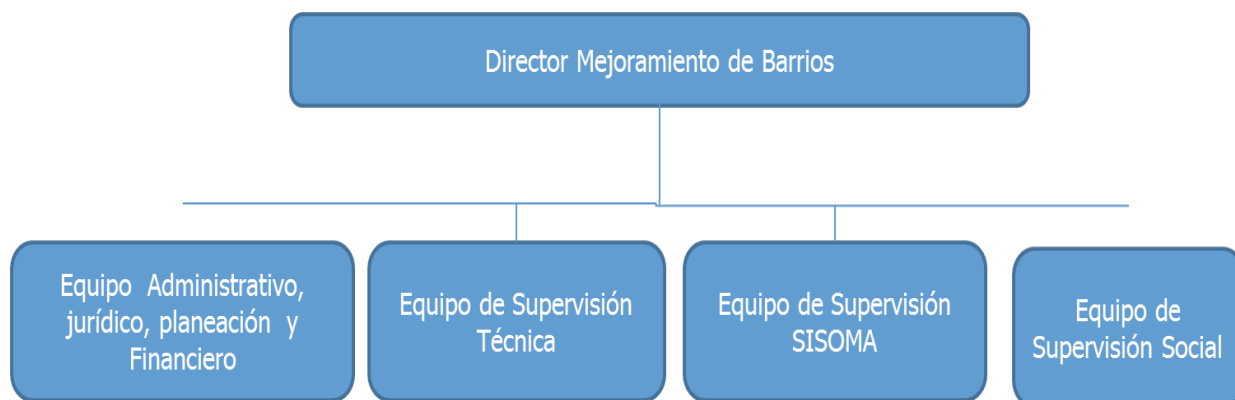 Director Mejoramiento de Barrios
Equipo Administrativo,
jurídico, planeación y
Financiero
Equipo de Supervisión
Técnica
Equipo de Supervisión
SISOMA
Equipo de
Supervisión Social